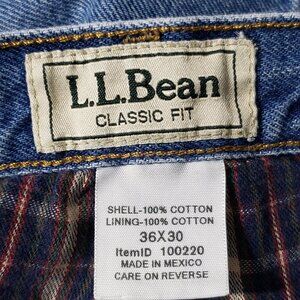 L.L.Bean
CLASSIC FIT
SHELL-100% COTTON
LINING-100% COTTON
36X30
ItemID 100220
MADE IN MEXICO
CARE ON REVERSE